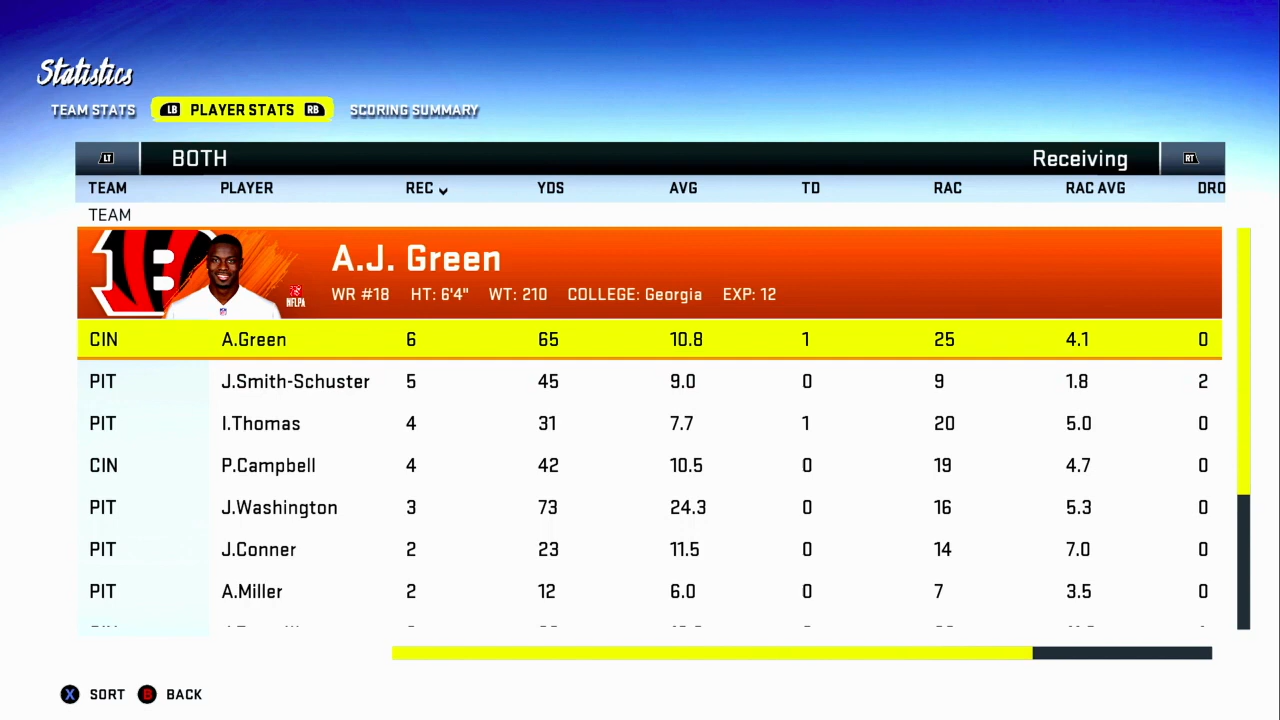 Statistics
TEAM STATS LB PLAYER STATS RB SCORING SUMMARY
LT BOTH Receiving RT
TEAM PLAYER REC YDS AVG TD RAC RAC AVG DRO
TEAM
A.J. Green
WR #18 HT: 6'4" WT: 210 COLLEGE: Georgia EXP: 12
NFLPA
CIN A.Green 6 65 10.8 1 25 4.1 0
PIT J.Smith-Schuster 5 45 9.0 0 9 1.8 2
PIT I.Thomas 4 31 7.7 1 20 5.0 0
CIN P.Campbell 4 42 10.5 0 19 4.7 0
PIT J.Washington 3 73 24.3 0 16 5.3 0
PIT J.Conner 2 23 11.5 0 14 7.0 0
PIT A.Miller 2 12 6.0 0 7 3.5 0
X SORT B BACK